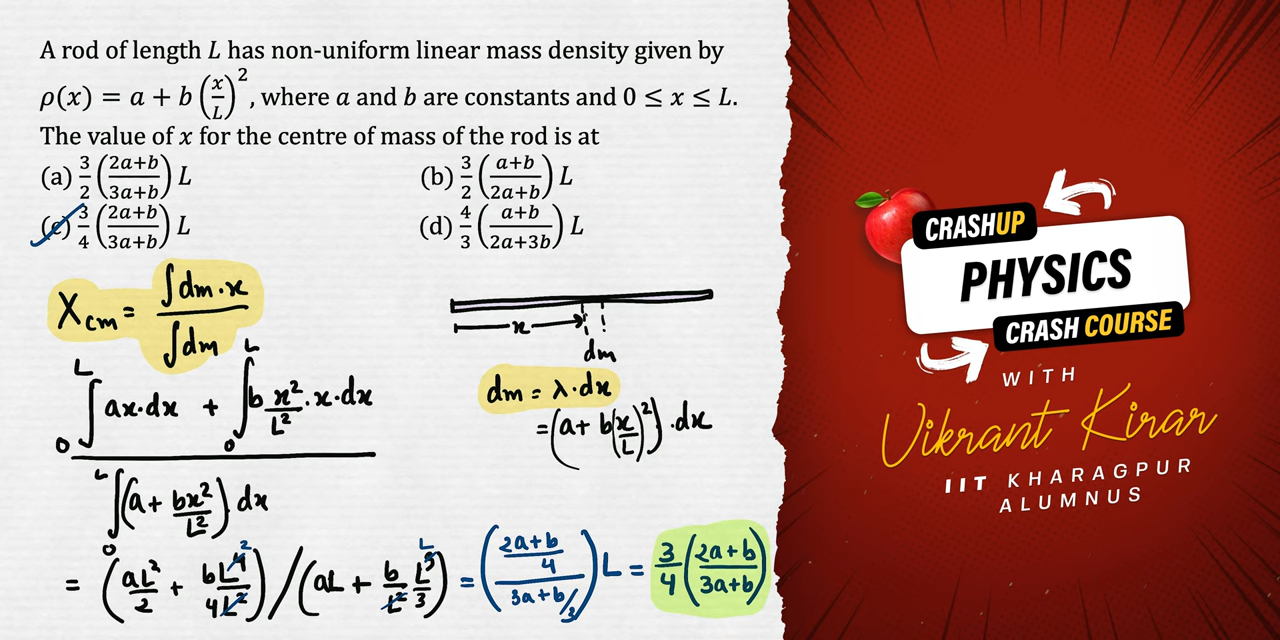 A rod of length L has non-uniform linear mass density given by
ρ(x) = a + b (x/L)², where a and b are constants and 0 ≤ x ≤ L.
The value of x for the centre of mass of the rod is at
(a) 3/2 ((2a+b)/(3a+b)) L
(b) 3/2 ((a+b)/(2a+b)) L
(c) 3/4 ((2a+b)/(3a+b)) L
(d) 4/3 ((a+b)/(2a+3b)) L
Xcm = ∫dm·x / ∫dm
x
dm
dm = λ·dx
= (a + b(x/L)²)·dx
∫₀ᴸ ax·dx + ∫₀ᴸ b x²/L²·x·dx
∫₀ᴸ (a + bx²/L²) dx
= (aL²/2 + bL⁴/4L²) / (aL + b/L² L³/3) = ((2a+b)/4 / (3a+b)/3) L = 3/4 ((2a+b)/(3a+b))
CRASHUP
PHYSICS
CRASH COURSE
WITH
Vikrant Kirar
IIT KHARAGPUR
ALUMNUS